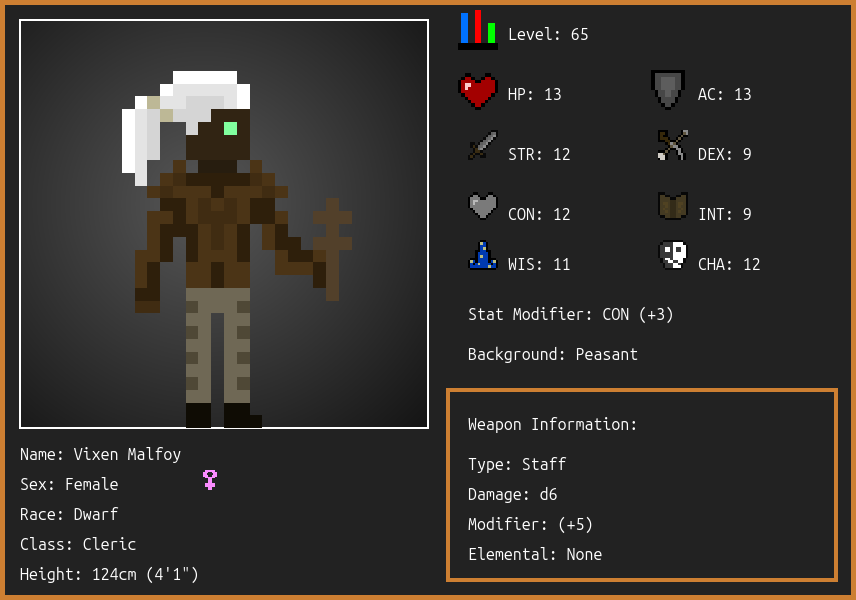 Level: 65
HP: 13
AC: 13
STR: 12
DEX: 9
CON: 12
INT: 9
WIS: 11
CHA: 12
Stat Modifier: CON (+3)
Background: Peasant
Weapon Information:
Type: Staff
Damage: d6
Modifier: (+5)
Elemental: None
Name: Vixen Malfoy
Sex: Female
Race: Dwarf
Class: Cleric
Height: 124cm (4'1")